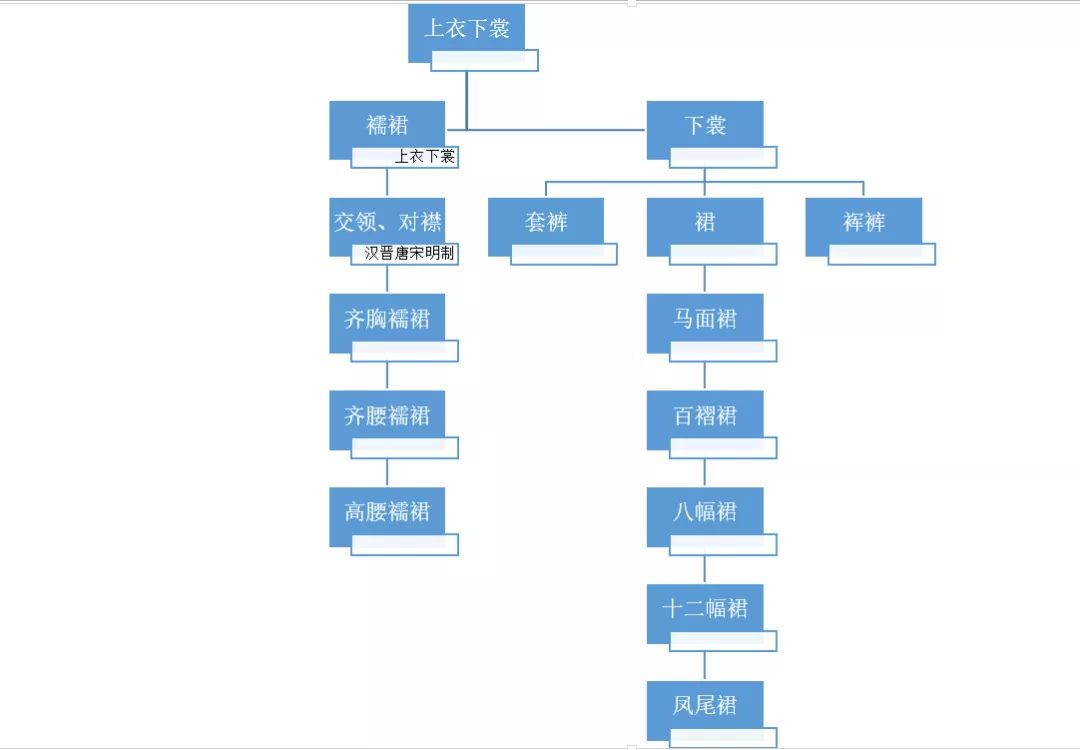 上衣下裳
襦裙
上衣下裳
下裳
交领、对襟
汉晋唐宋明制
套裤
裙
裈裤
齐胸襦裙
马面裙
齐腰襦裙
百褶裙
高腰襦裙
八幅裙
十二幅裙
凤尾裙